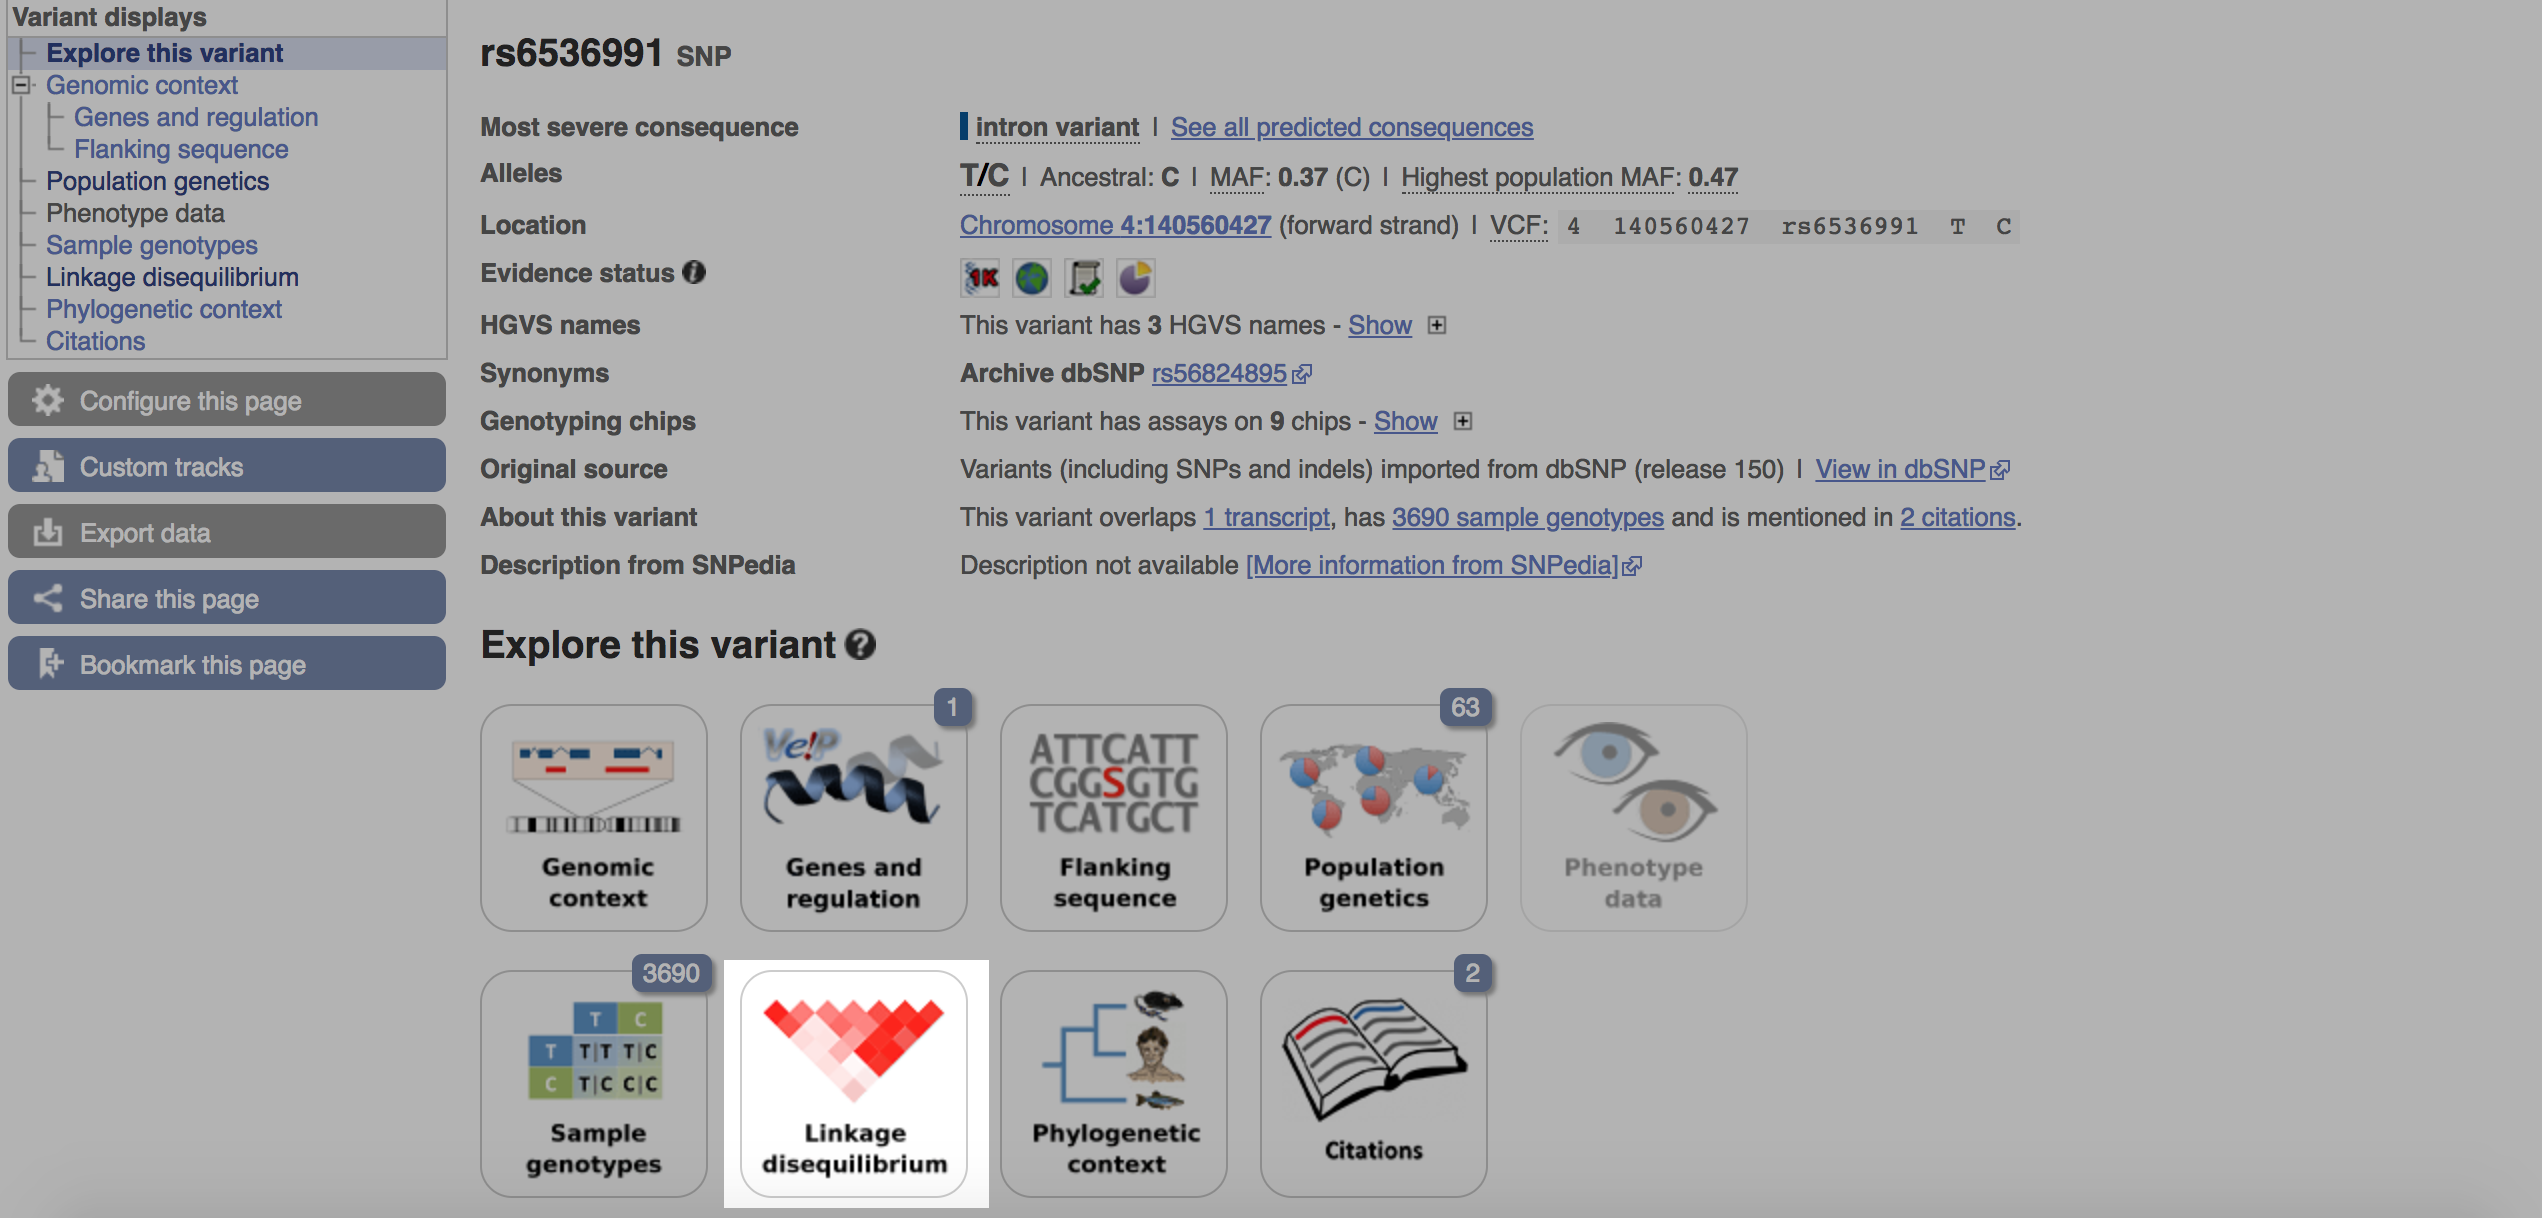 Variant displays
Explore this variant
Genomic context
Genes and regulation
Flanking sequence
Population genetics
Phenotype data
Sample genotypes
Linkage disequilibrium
Phylogenetic context
Citations
Configure this page
Custom tracks
Export data
Share this page
Bookmark this page
rs6536991 SNP
Most severe consequence intron variant | See all predicted consequences
Alleles T/C | Ancestral: C | MAF: 0.37 (C) | Highest population MAF: 0.47
Location Chromosome 4:140560427 (forward strand) | VCF: 4 140560427 rs6536991 T C
Evidence status i 1K
HGVS names This variant has 3 HGVS names - Show
Synonyms Archive dbSNP rs56824895
Genotyping chips This variant has assays on 9 chips - Show
Original source Variants (including SNPs and indels) imported from dbSNP (release 150) | View in dbSNP
About this variant This variant overlaps 1 transcript, has 3690 sample genotypes and is mentioned in 2 citations.
Description from SNPedia Description not available [More information from SNPedia]
Explore this variant ?
Genomic
context
1
Ve!P
Genes and
regulation
ATTCATT
CGGSGTG
TCATGCT
Flanking
sequence
63
Population
genetics
Phenotype
data
3690
T C
T T|T T|C
C T|C C|C
Sample
genotypes
Linkage
disequilibrium
Phylogenetic
context
2
Citations